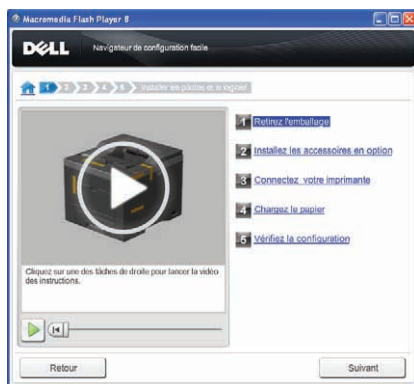 Macromedia Flash Player 8
DELL
Navigateur de configuration facile
1 2 3 4 5 Installer les pilotes et le logiciel
1 Retirez l'emballage
2 Installez les accessoires en option
3 Connectez votre imprimante
4 Chargez le papier
5 Vérifiez la configuration
Cliquez sur une des tâches de droite pour lancer la vidéo
des instructions.
Retour
Suivant